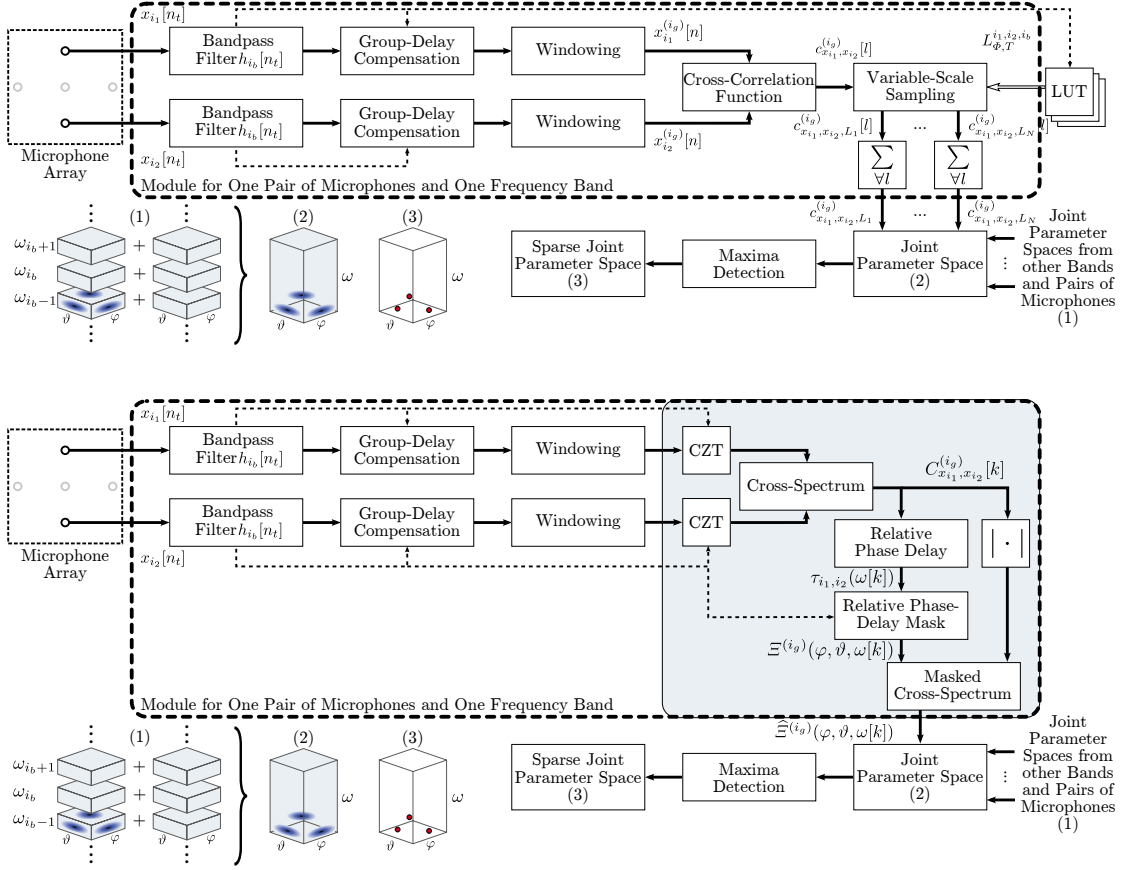 x_{i_1}[n_t]
Bandpass
Filter h_{i_b}[n_t]
Group-Delay
Compensation
Windowing
x_{i_1}^{(i_g)}[n]
Cross-Correlation
Function
c_{x_{i_1},x_{i_2}}^{(i_g)}[l]
Variable-Scale
Sampling
L_{Φ,T}^{i_1,i_2,i_b}
LUT
Bandpass
Filter h_{i_b}[n_t]
Group-Delay
Compensation
Windowing
x_{i_2}^{(i_g)}[n]
x_{i_2}[n_t]
Microphone
Array
c_{x_{i_1},x_{i_2},L_1}^{(i_g)}[l]
...
c_{x_{i_1},x_{i_2},L_N}^{(i_g)}[l]
∑
∀l
∑
∀l
Module for One Pair of Microphones and One Frequency Band
c_{x_{i_1},x_{i_2},L_1}^{(i_g)}
...
c_{x_{i_1},x_{i_2},L_N}^{(i_g)}
(1)
(2)
(3)
ω_{i_b+1}
+
ω_{i_b}
+
ω_{i_b−1}
+
ϑ
φ
ϑ
φ
ω
ϑ
φ
ω
ϑ
φ
Sparse Joint
Parameter Space
(3)
Maxima
Detection
Joint
Parameter Space
(2)
Joint
Parameter
Spaces from
other Bands
and Pairs of
Microphones
(1)
x_{i_1}[n_t]
Bandpass
Filter h_{i_b}[n_t]
Group-Delay
Compensation
Windowing
CZT
Cross-Spectrum
C_{x_{i_1},x_{i_2}}^{(i_g)}[k]
Bandpass
Filter h_{i_b}[n_t]
Group-Delay
Compensation
Windowing
CZT
x_{i_2}[n_t]
Microphone
Array
Relative
Phase Delay
| · |
τ_{i_1,i_2}(ω[k])
Relative Phase-
Delay Mask
Ξ^{(i_g)}(φ, ϑ, ω[k])
Masked
Cross-Spectrum
Module for One Pair of Microphones and One Frequency Band
Ξ̂^{(i_g)}(φ, ϑ, ω[k])
(1)
(2)
(3)
ω_{i_b+1}
+
ω_{i_b}
+
ω_{i_b−1}
+
ϑ
φ
ϑ
φ
ω
ϑ
φ
ω
ϑ
φ
Sparse Joint
Parameter Space
(3)
Maxima
Detection
Joint
Parameter Space
(2)
Joint
Parameter
Spaces from
other Bands
and Pairs of
Microphones
(1)